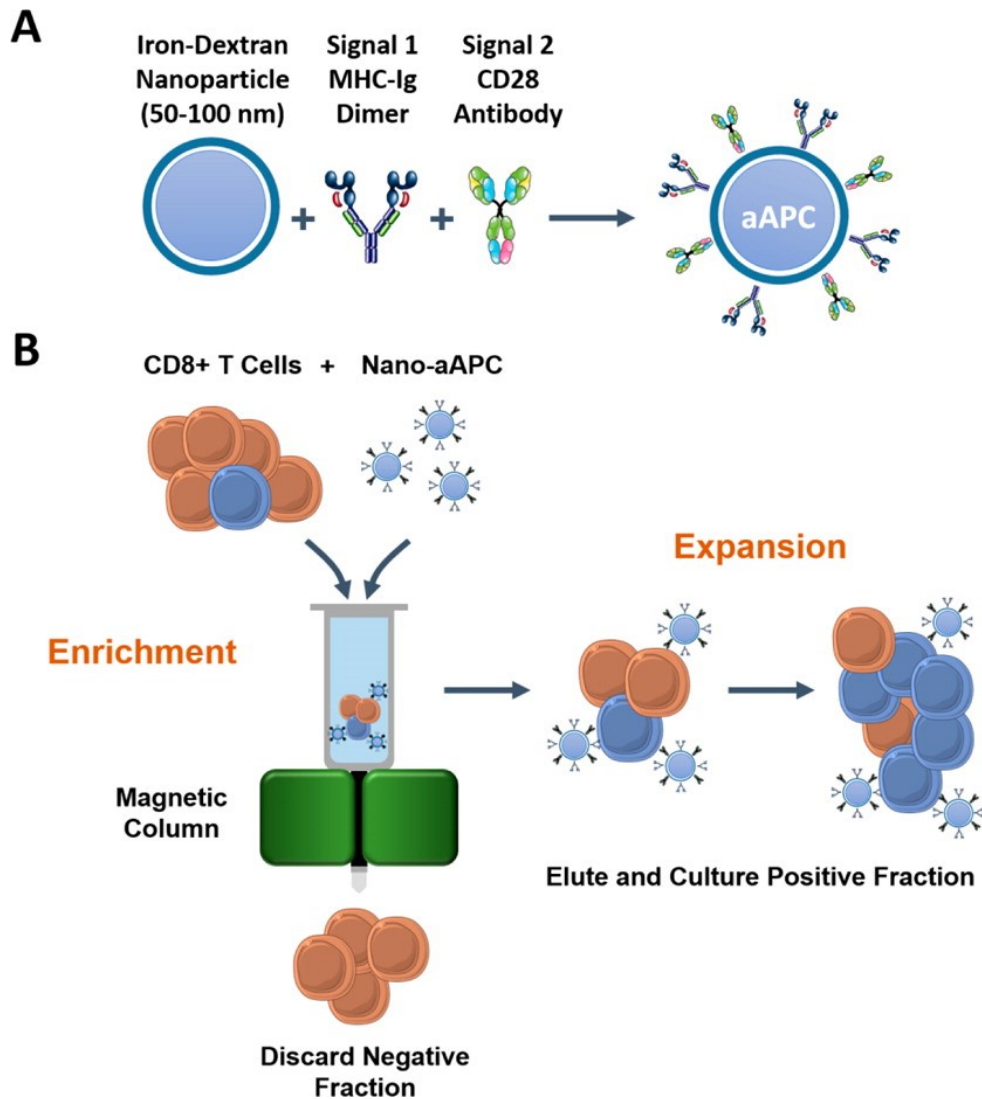 A
Iron-Dextran
Nanoparticle
(50-100 nm)
Signal 1
MHC-Ig
Dimer
Signal 2
CD28
Antibody
+
+
aAPC
B
CD8+ T Cells + Nano-aAPC
Enrichment
Expansion
Magnetic
Column
Elute and Culture Positive Fraction
Discard Negative
Fraction